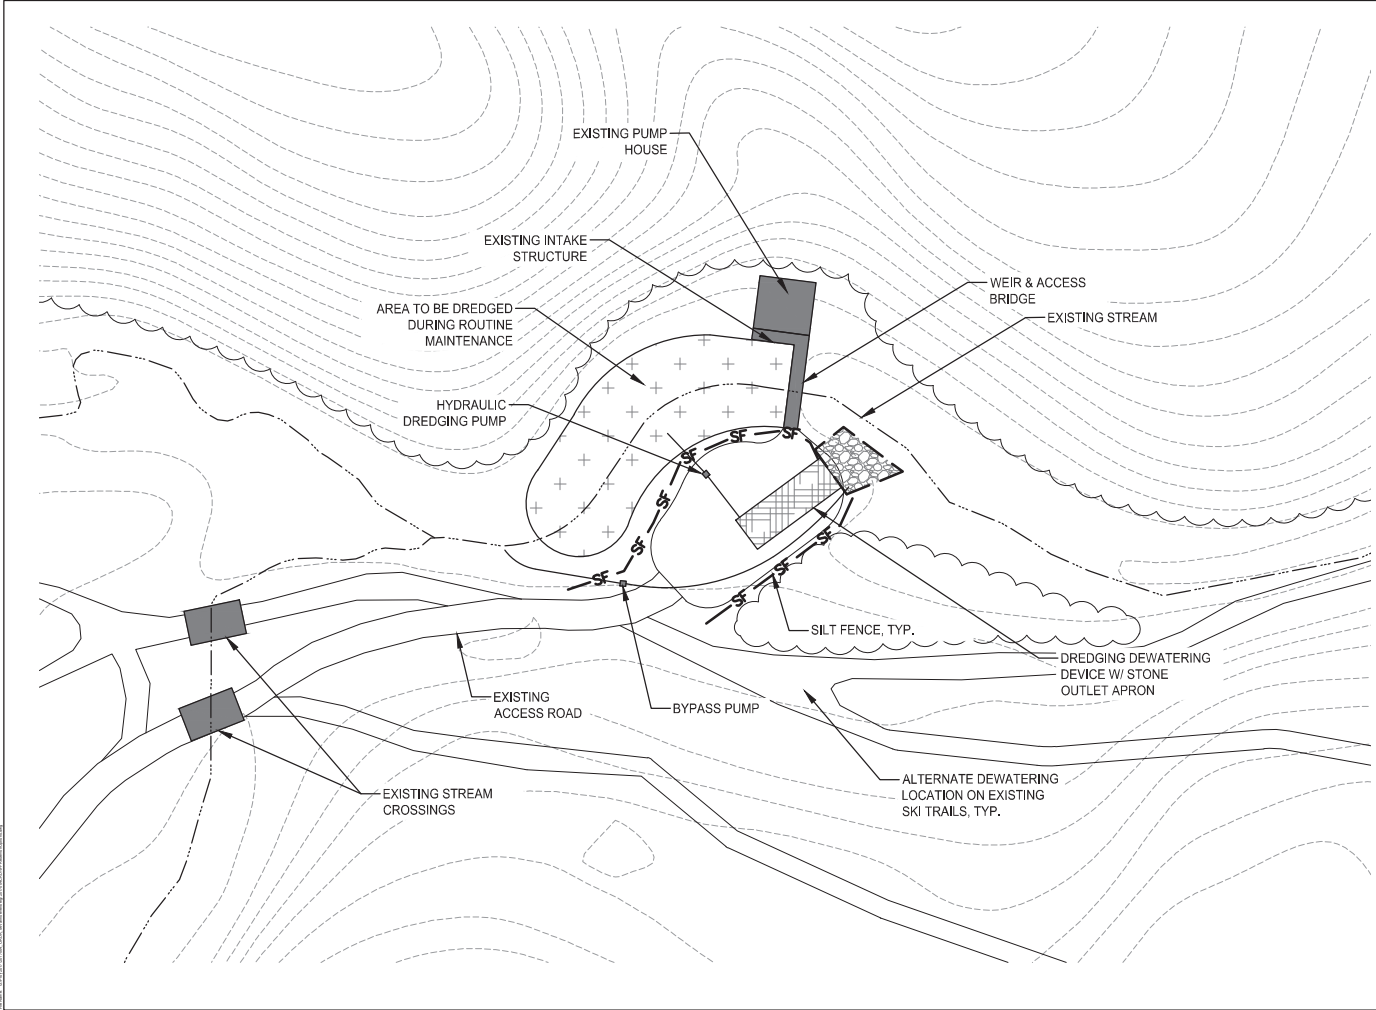 EXISTING PUMP
HOUSE
EXISTING INTAKE
STRUCTURE
WEIR & ACCESS
BRIDGE
AREA TO BE DREDGED
DURING ROUTINE
MAINTENANCE
EXISTING STREAM
HYDRAULIC
DREDGING PUMP
SF
SF
SF
SF
SF
SF
SF
SF
SF
SILT FENCE, TYP.
DREDGING DEWATERING
DEVICE W/ STONE
OUTLET APRON
EXISTING
ACCESS ROAD
BYPASS PUMP
ALTERNATE DEWATERING
LOCATION ON EXISTING
SKI TRAILS, TYP.
EXISTING STREAM
CROSSINGS